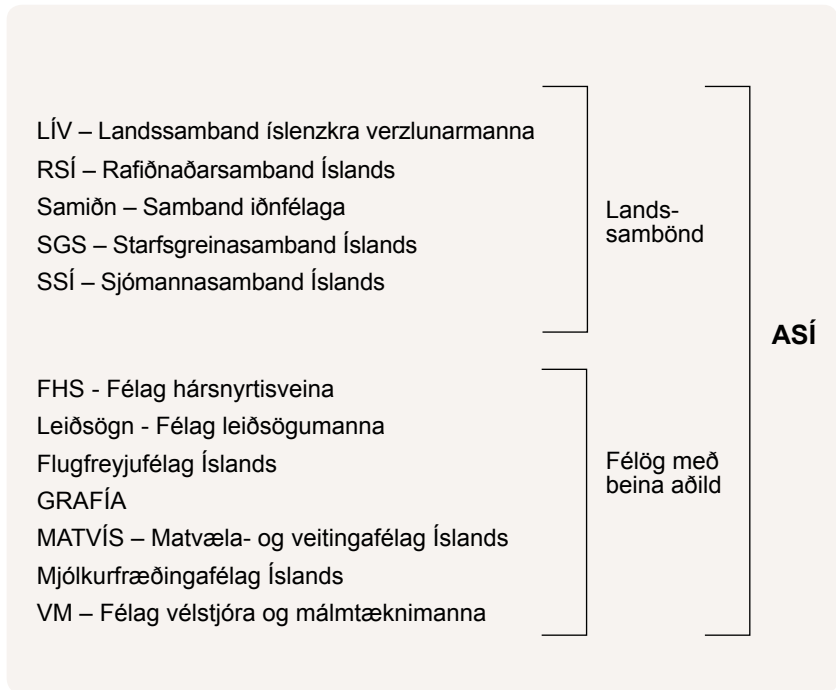 LÍV – Landssamband íslenzkra verzlunarmanna
RSÍ – Rafiðnaðarsamband Íslands
Samiðn – Samband iðnfélaga
SGS – Starfsgreinasamband Íslands
SSÍ – Sjómannasamband Íslands
Lands-
sambönd
FHS - Félag hársnyrtisveina
Leiðsögn - Félag leiðsögumanna
Flugfreyjufélag Íslands
GRAFÍA
MATVÍS – Matvæla- og veitingafélag Íslands
Mjólkurfræðingafélag Íslands
VM – Félag vélstjóra og málmtæknimanna
Félög með
beina aðild
ASÍ